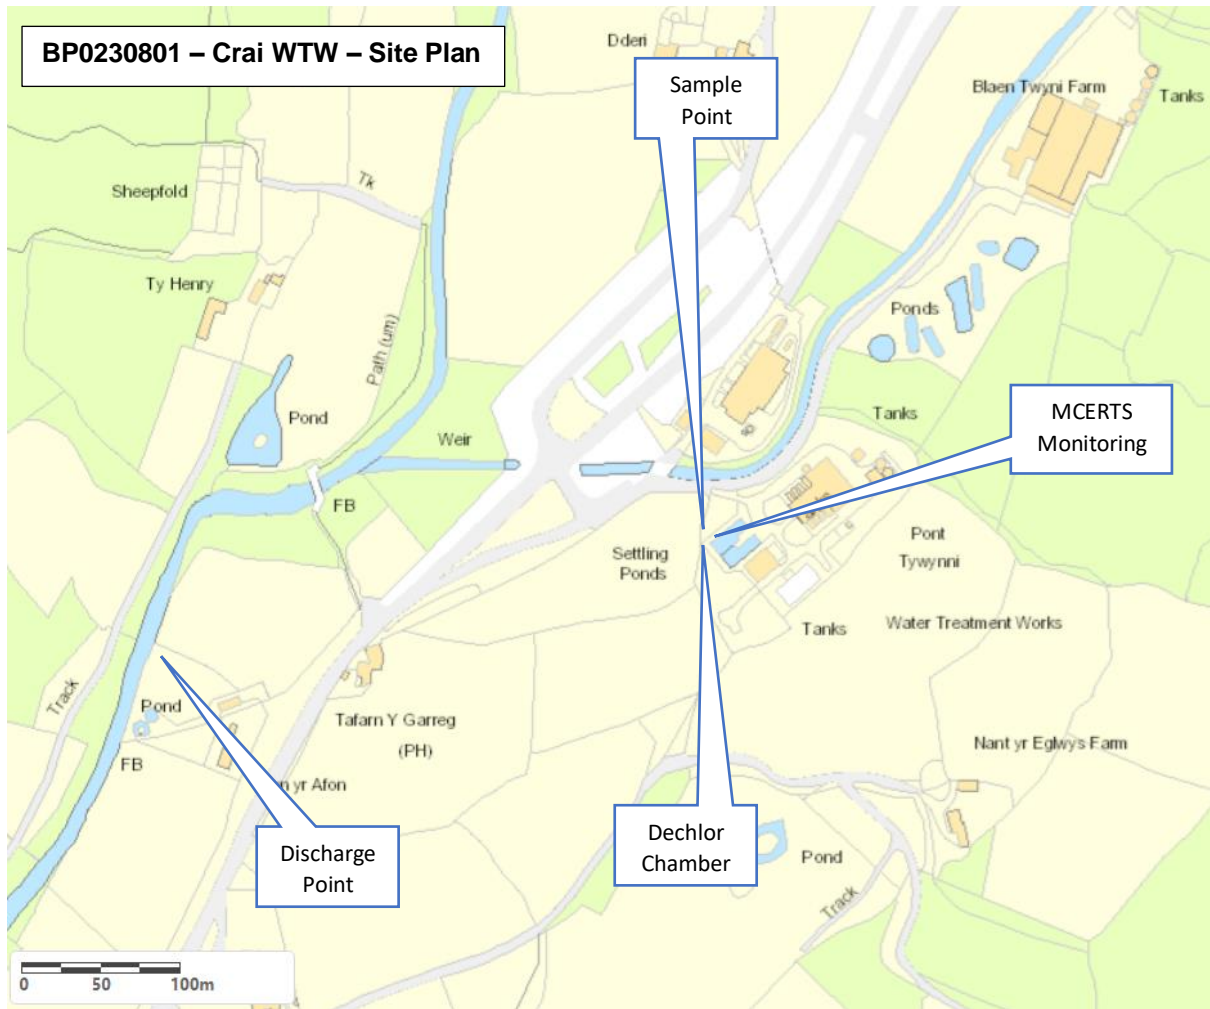 BP0230801 – Crai WTW – Site Plan
Dderi
Sample
Point
Blaen Twyni Farm
Tanks
Tk
Sheepfold
Ty Henry
Ponds
Path (um)
Pond
Weir
Tanks
MCERTS
Monitoring
FB
Settling
Ponds
Tanks
Pont
Tywynni
Tanks
Water Treatment Works
Track
Pond
Tafarn Y Garreg
(PH)
Nant yr Eglwys Farm
FB
n yr Afon
Discharge
Point
Dechlor
Chamber
Pond
Track
0 50 100m